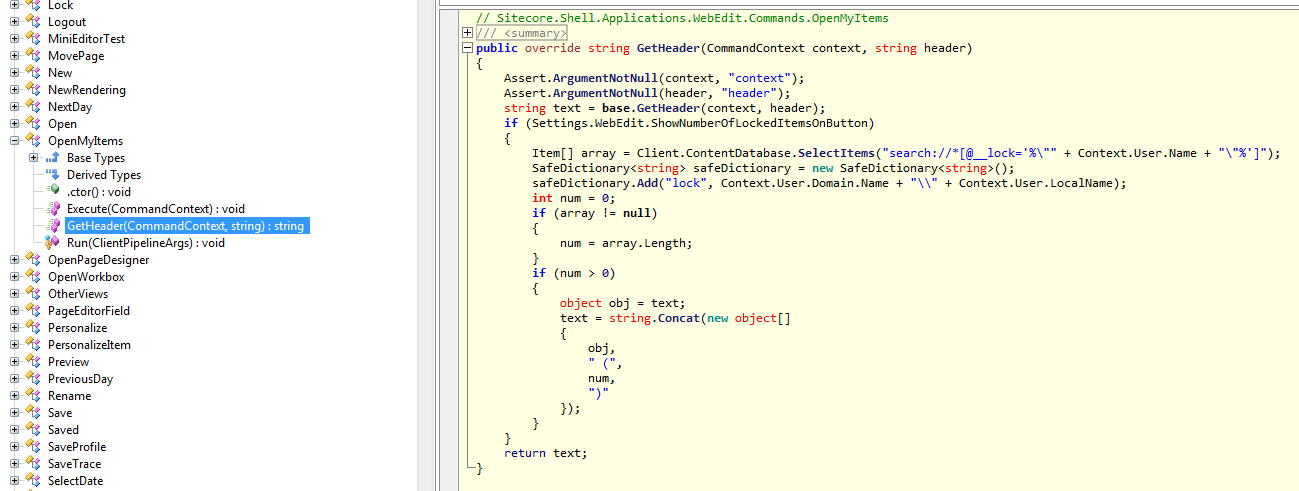 Lock
Logout
MiniEditorTest
MovePage
New
NewRendering
NextDay
Open
OpenMyItems
Base Types
Derived Types
.ctor() : void
Execute(CommandContext) : void
GetHeader(CommandContext, string) : string
Run(ClientPipelineArgs) : void
OpenPageDesigner
OpenWorkbox
OtherViews
PageEditorField
Personalize
PersonalizeItem
Preview
PreviousDay
Rename
Save
Saved
SaveProfile
SaveTrace
SelectDate
// Sitecore.Shell.Applications.WebEdit.Commands.OpenMyItems
/// <summary>
public override string GetHeader(CommandContext context, string header)
{
Assert.ArgumentNotNull(context, "context");
Assert.ArgumentNotNull(header, "header");
string text = base.GetHeader(context, header);
if (Settings.WebEdit.ShowNumberOfLockedItemsOnButton)
{
Item[] array = Client.ContentDatabase.SelectItems("search://*[@__lock='%\"" + Context.User.Name + "\"%']");
SafeDictionary<string> safeDictionary = new SafeDictionary<string>();
safeDictionary.Add("lock", Context.User.Domain.Name + "\\" + Context.User.LocalName);
int num = 0;
if (array != null)
{
num = array.Length;
}
if (num > 0)
{
object obj = text;
text = string.Concat(new object[]
{
obj,
" (",
num,
")"
});
}
}
return text;
}